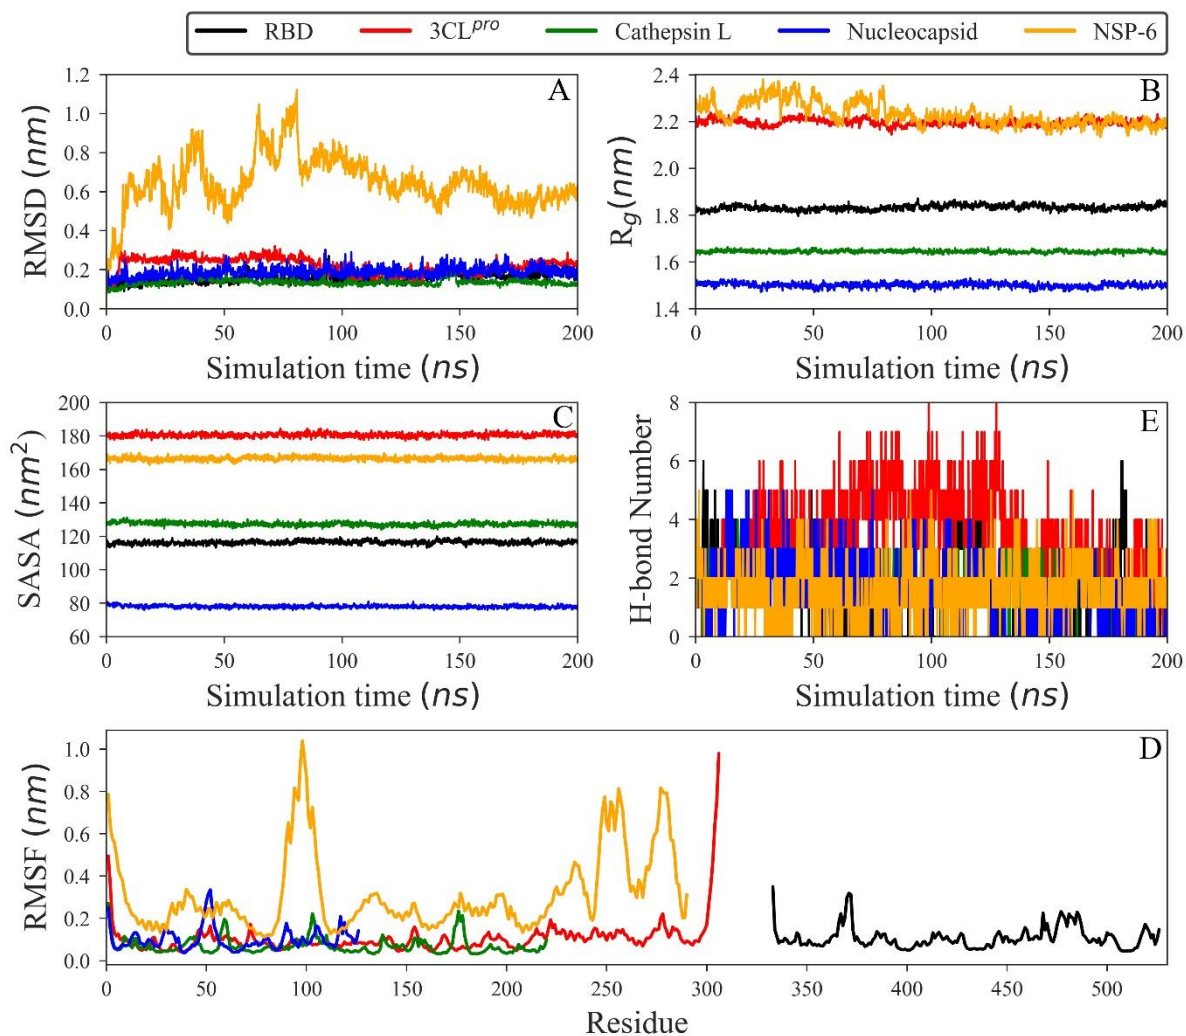 RBD 3CLpro Cathepsin L Nucleocapsid NSP-6
A
RMSD (nm)
1.2
1.0
0.8
0.6
0.4
0.2
0.0
0 50 100 150 200
Simulation time (ns)
B
Rg(nm)
2.4
2.2
2.0
1.8
1.6
1.4
0 50 100 150 200
Simulation time (ns)
C
SASA (nm2)
200
180
160
140
120
100
80
60
0 50 100 150 200
Simulation time (ns)
E
H-bond Number
8
6
4
2
0
0 50 100 150 200
Simulation time (ns)
D
RMSF (nm)
1.0
0.8
0.6
0.4
0.2
0.0
0 50 100 150 200 250 300 350 400 450 500
Residue